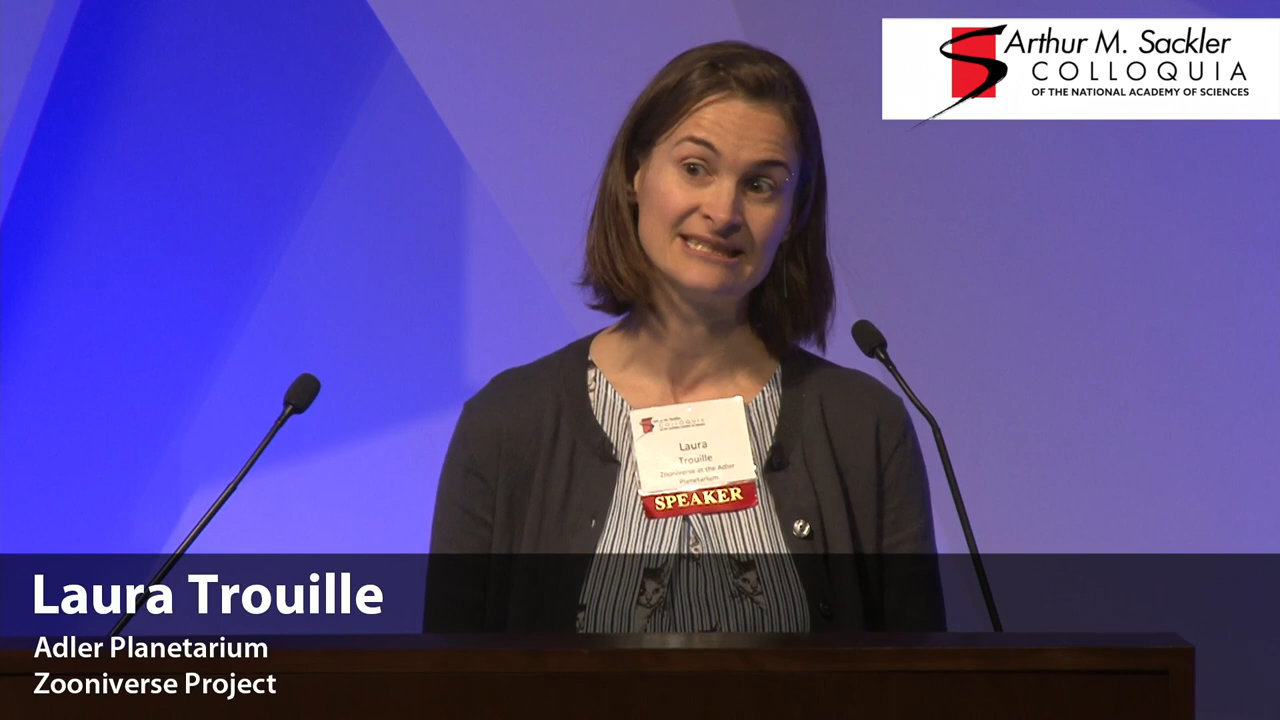 Arthur M. Sackler
COLLOQUIA
OF THE NATIONAL ACADEMY OF SCIENCES
COLLOQUIA
Laura
Trouille
Zooniverse at the Adler
Planetarium
SPEAKER
Laura Trouille
Adler Planetarium
Zooniverse Project